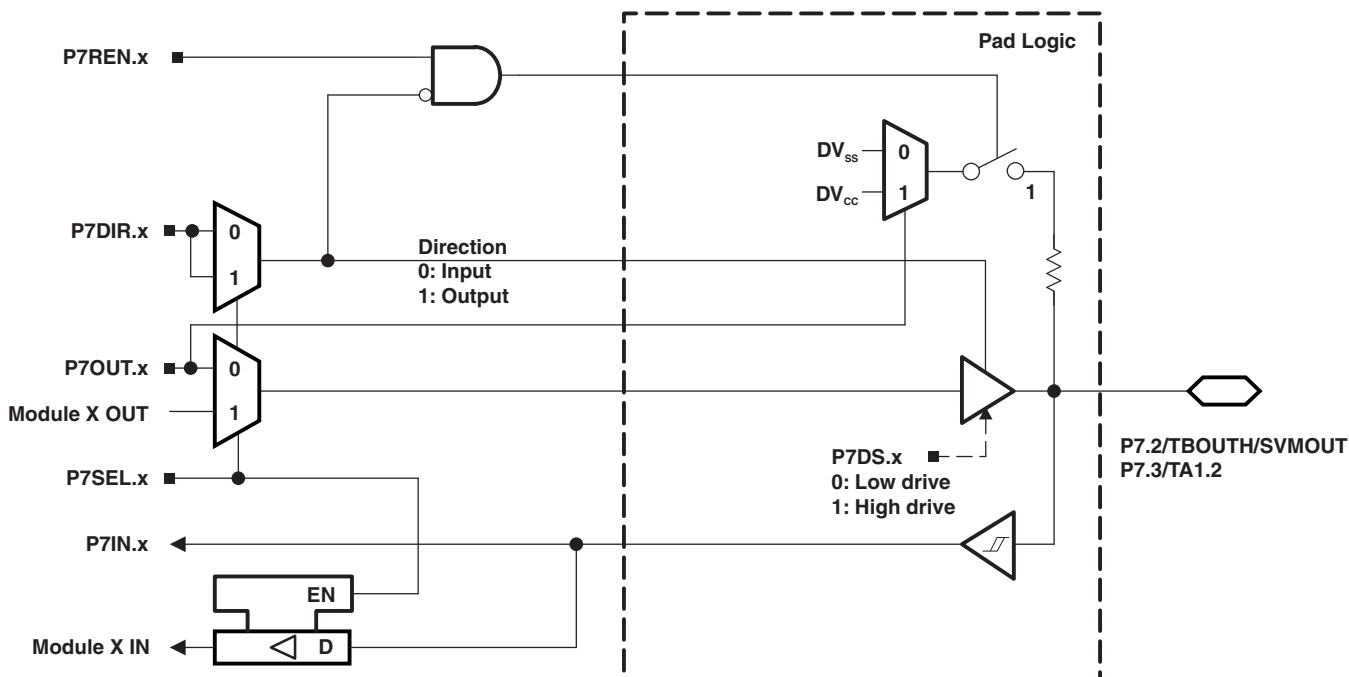 Pad Logic
P7REN.x
DVSS
0
DVCC
1
1
P7DIR.x
0
1
Direction
0: Input
1: Output
P7OUT.x
0
Module X OUT
1
P7DS.x
0: Low drive
1: High drive
P7.2/TBOUTH/SVMOUT
P7.3/TA1.2
P7SEL.x
P7IN.x
EN
Module X IN
D